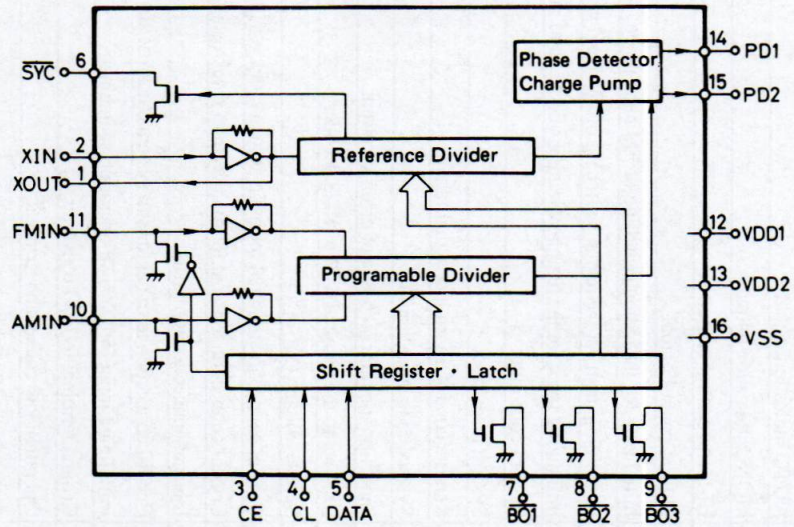 6
SYC
2
XIN
1
XOUT
11
FMIN
10
AMIN
Phase Detector
Charge Pump
14
PD1
15
PD2
Reference Divider
12
VDD1
Programable Divider
13
VDD2
16
VSS
Shift Register · Latch
3
CE
4
CL
5
DATA
7
BO1
8
BO2
9
BO3